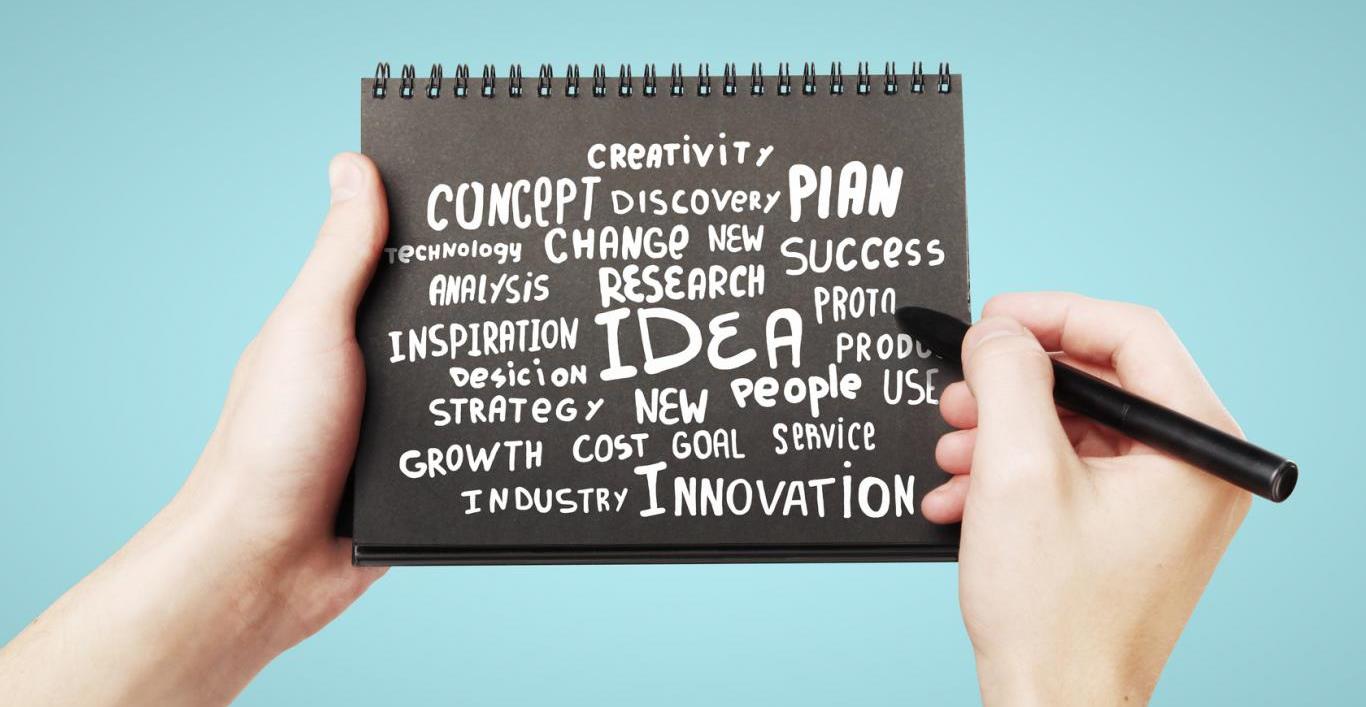 CREATIVITY
CONCEPT DISCOVERY PLAN
TECHNOLOGY CHANGE NEW SUCCESS
ANALYSIS RESEARCH PROTO
INSPIRATION IDEA PRODU
DESICION
STRATEGY NEW PEOPLE USE
GROWTH COST GOAL SERVICE
INDUSTRY INNOVATION